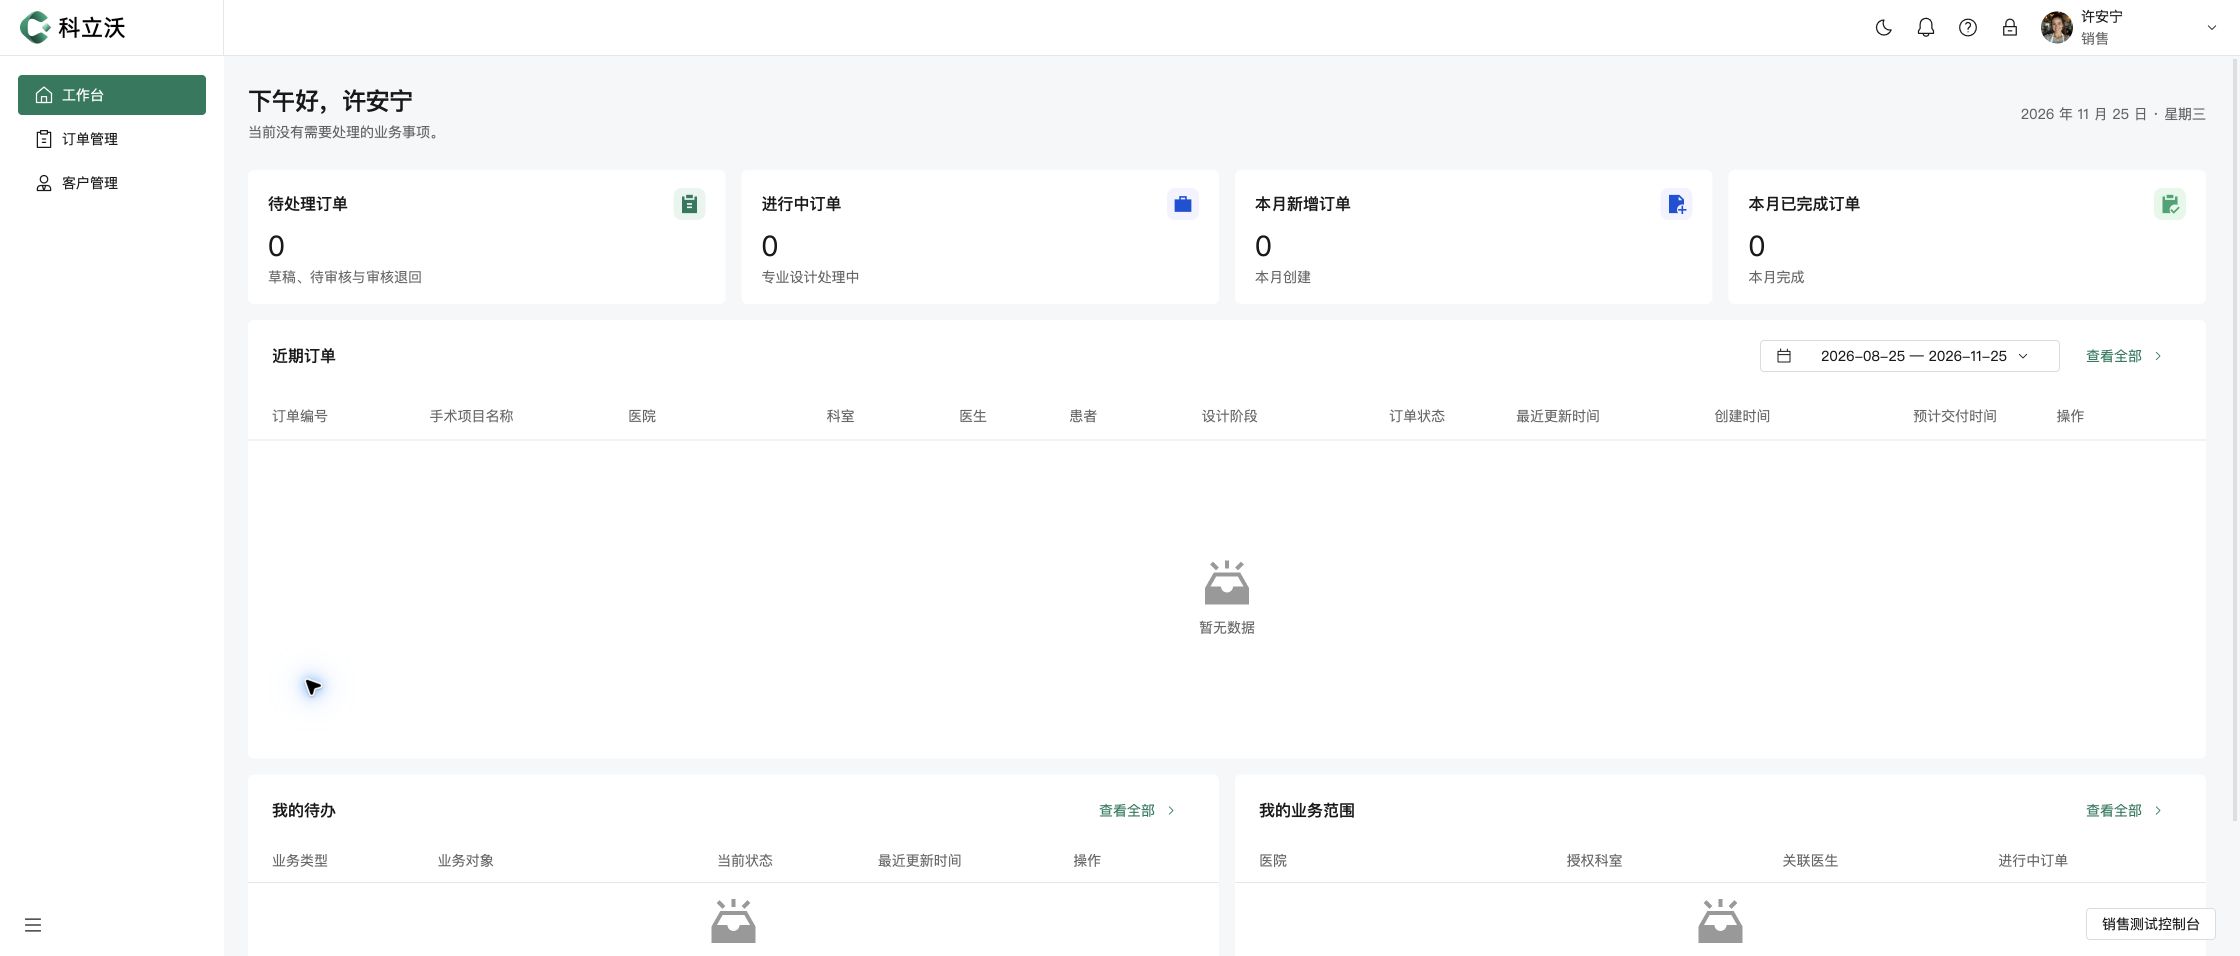 科立沃
许安宁
销售
工作台
订单管理
客户管理
下午好，许安宁
当前没有需要处理的业务事项。
2026 年 11 月 25 日 · 星期三
待处理订单
0
草稿、待审核与审核退回
进行中订单
0
专业设计处理中
本月新增订单
0
本月创建
本月已完成订单
0
本月完成
近期订单
2026-08-25 — 2026-11-25
查看全部
订单编号 手术项目名称 医院 科室 医生 患者 设计阶段 订单状态 最近更新时间 创建时间 预计交付时间 操作
暂无数据
我的待办
查看全部
业务类型 业务对象 当前状态 最近更新时间 操作
我的业务范围
查看全部
医院 授权科室 关联医生 进行中订单
销售测试控制台